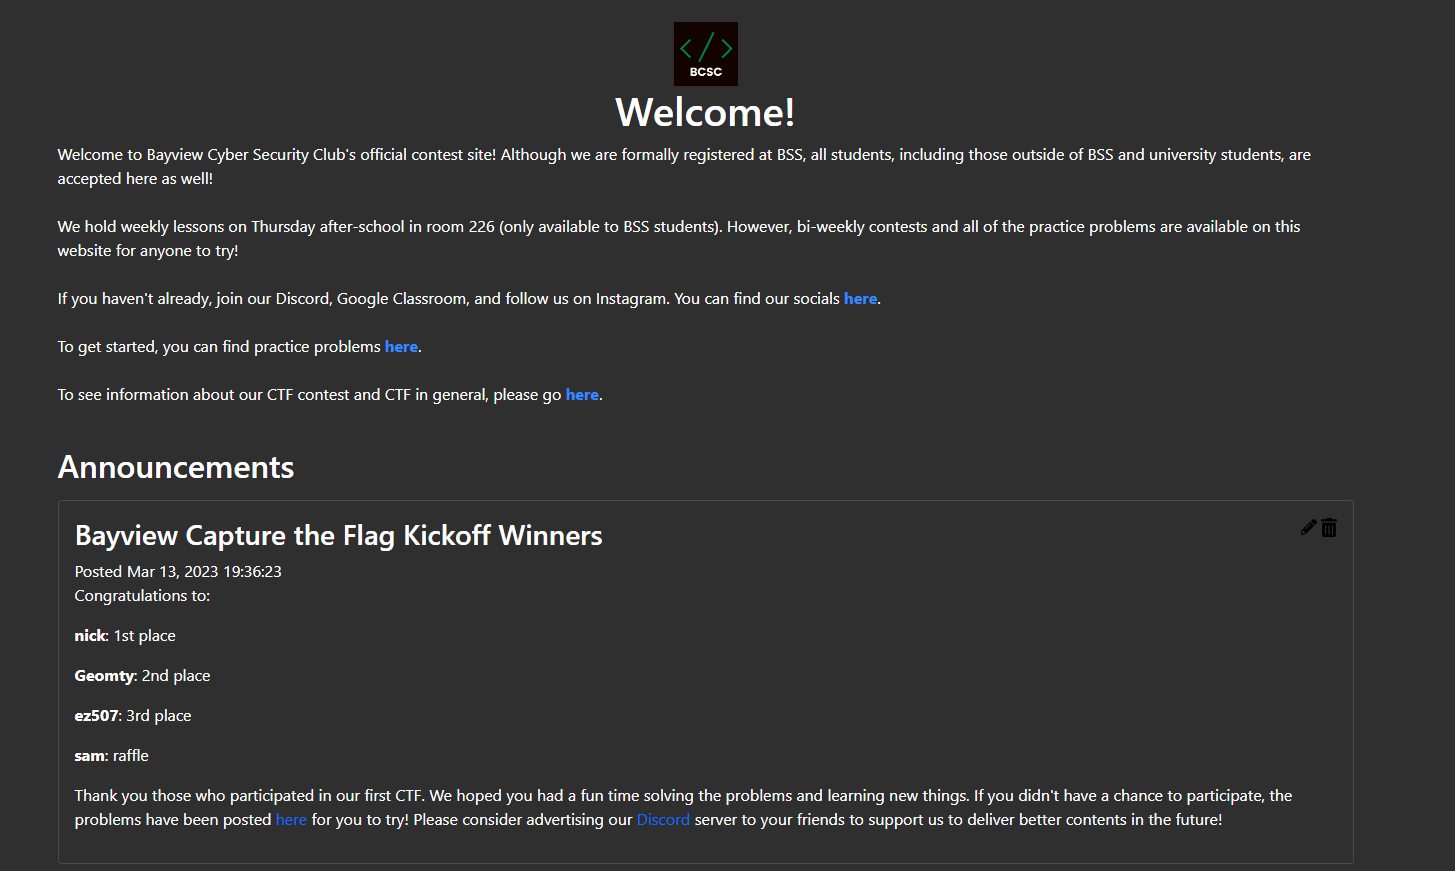 </>
BCSC
Welcome!
Welcome to Bayview Cyber Security Club's official contest site! Although we are formally registered at BSS, all students, including those outside of BSS and university students, are
accepted here as well!
We hold weekly lessons on Thursday after-school in room 226 (only available to BSS students). However, bi-weekly contests and all of the practice problems are available on this
website for anyone to try!
If you haven't already, join our Discord, Google Classroom, and follow us on Instagram. You can find our socials here.
To get started, you can find practice problems here.
To see information about our CTF contest and CTF in general, please go here.
Announcements
Bayview Capture the Flag Kickoff Winners
Posted Mar 13, 2023 19:36:23
Congratulations to:
nick: 1st place
Geomty: 2nd place
ez507: 3rd place
sam: raffle
Thank you those who participated in our first CTF. We hoped you had a fun time solving the problems and learning new things. If you didn't have a chance to participate, the
problems have been posted here for you to try! Please consider advertising our Discord server to your friends to support us to deliver better contents in the future!